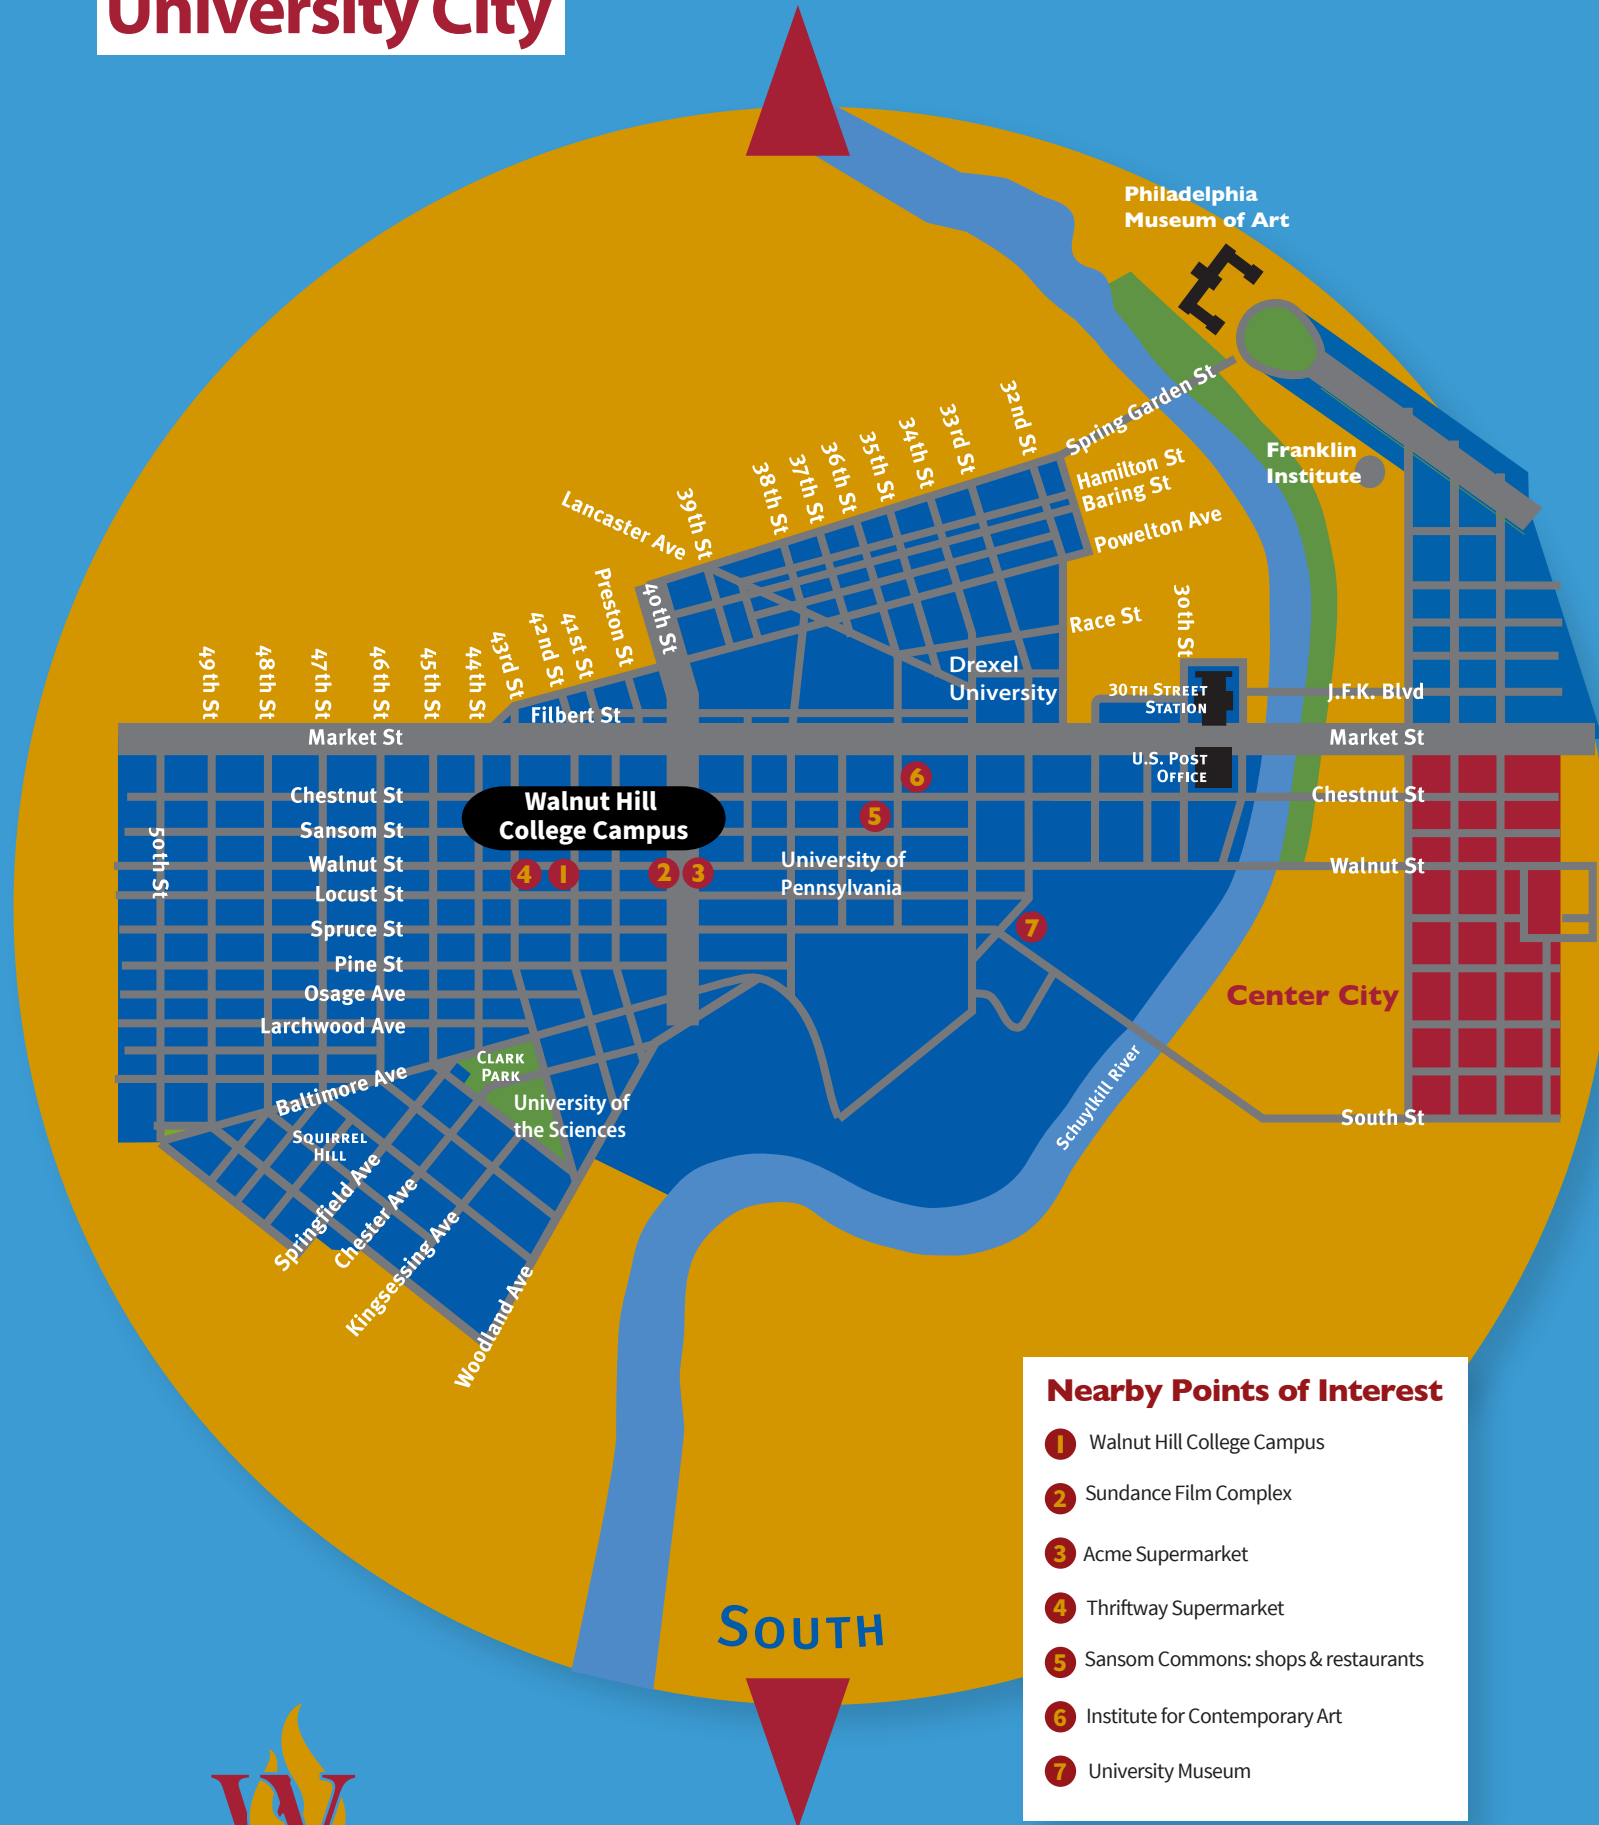 University City
Philadelphia
Museum of Art
Spring Garden St
32nd St
33rd St
34th St
35th St
36th St
37th St
38th St
39th St
Lancaster Ave
Hamilton St
Baring St
Powelton Ave
Franklin
Institute
Preston St
40th St
41st St
42nd St
43rd St
44th St
45th St
46th St
47th St
48th St
49th St
30th St
Race St
Drexel
University
30TH STREET
STATION
J.F.K. Blvd
Filbert St
Market St
Market St
U.S. POST
OFFICE
6
Chestnut St
Walnut Hill
College Campus
Chestnut St
5
Sansom St
50th St
Walnut St
4
1
2
3
University of
Pennsylvania
Walnut St
Locust St
Spruce St
7
Pine St
Osage Ave
Center City
Larchwood Ave
CLARK
PARK
Baltimore Ave
University of
the Sciences
Schuylkill River
South St
SQUIRREL
HILL
Springfield Ave
Chester Ave
Kingsessing Ave
Woodland Ave
Nearby Points of Interest
1 Walnut Hill College Campus
2 Sundance Film Complex
3 Acme Supermarket
4 Thriftway Supermarket
5 Sansom Commons: shops & restaurants
6 Institute for Contemporary Art
7 University Museum
SOUTH
W